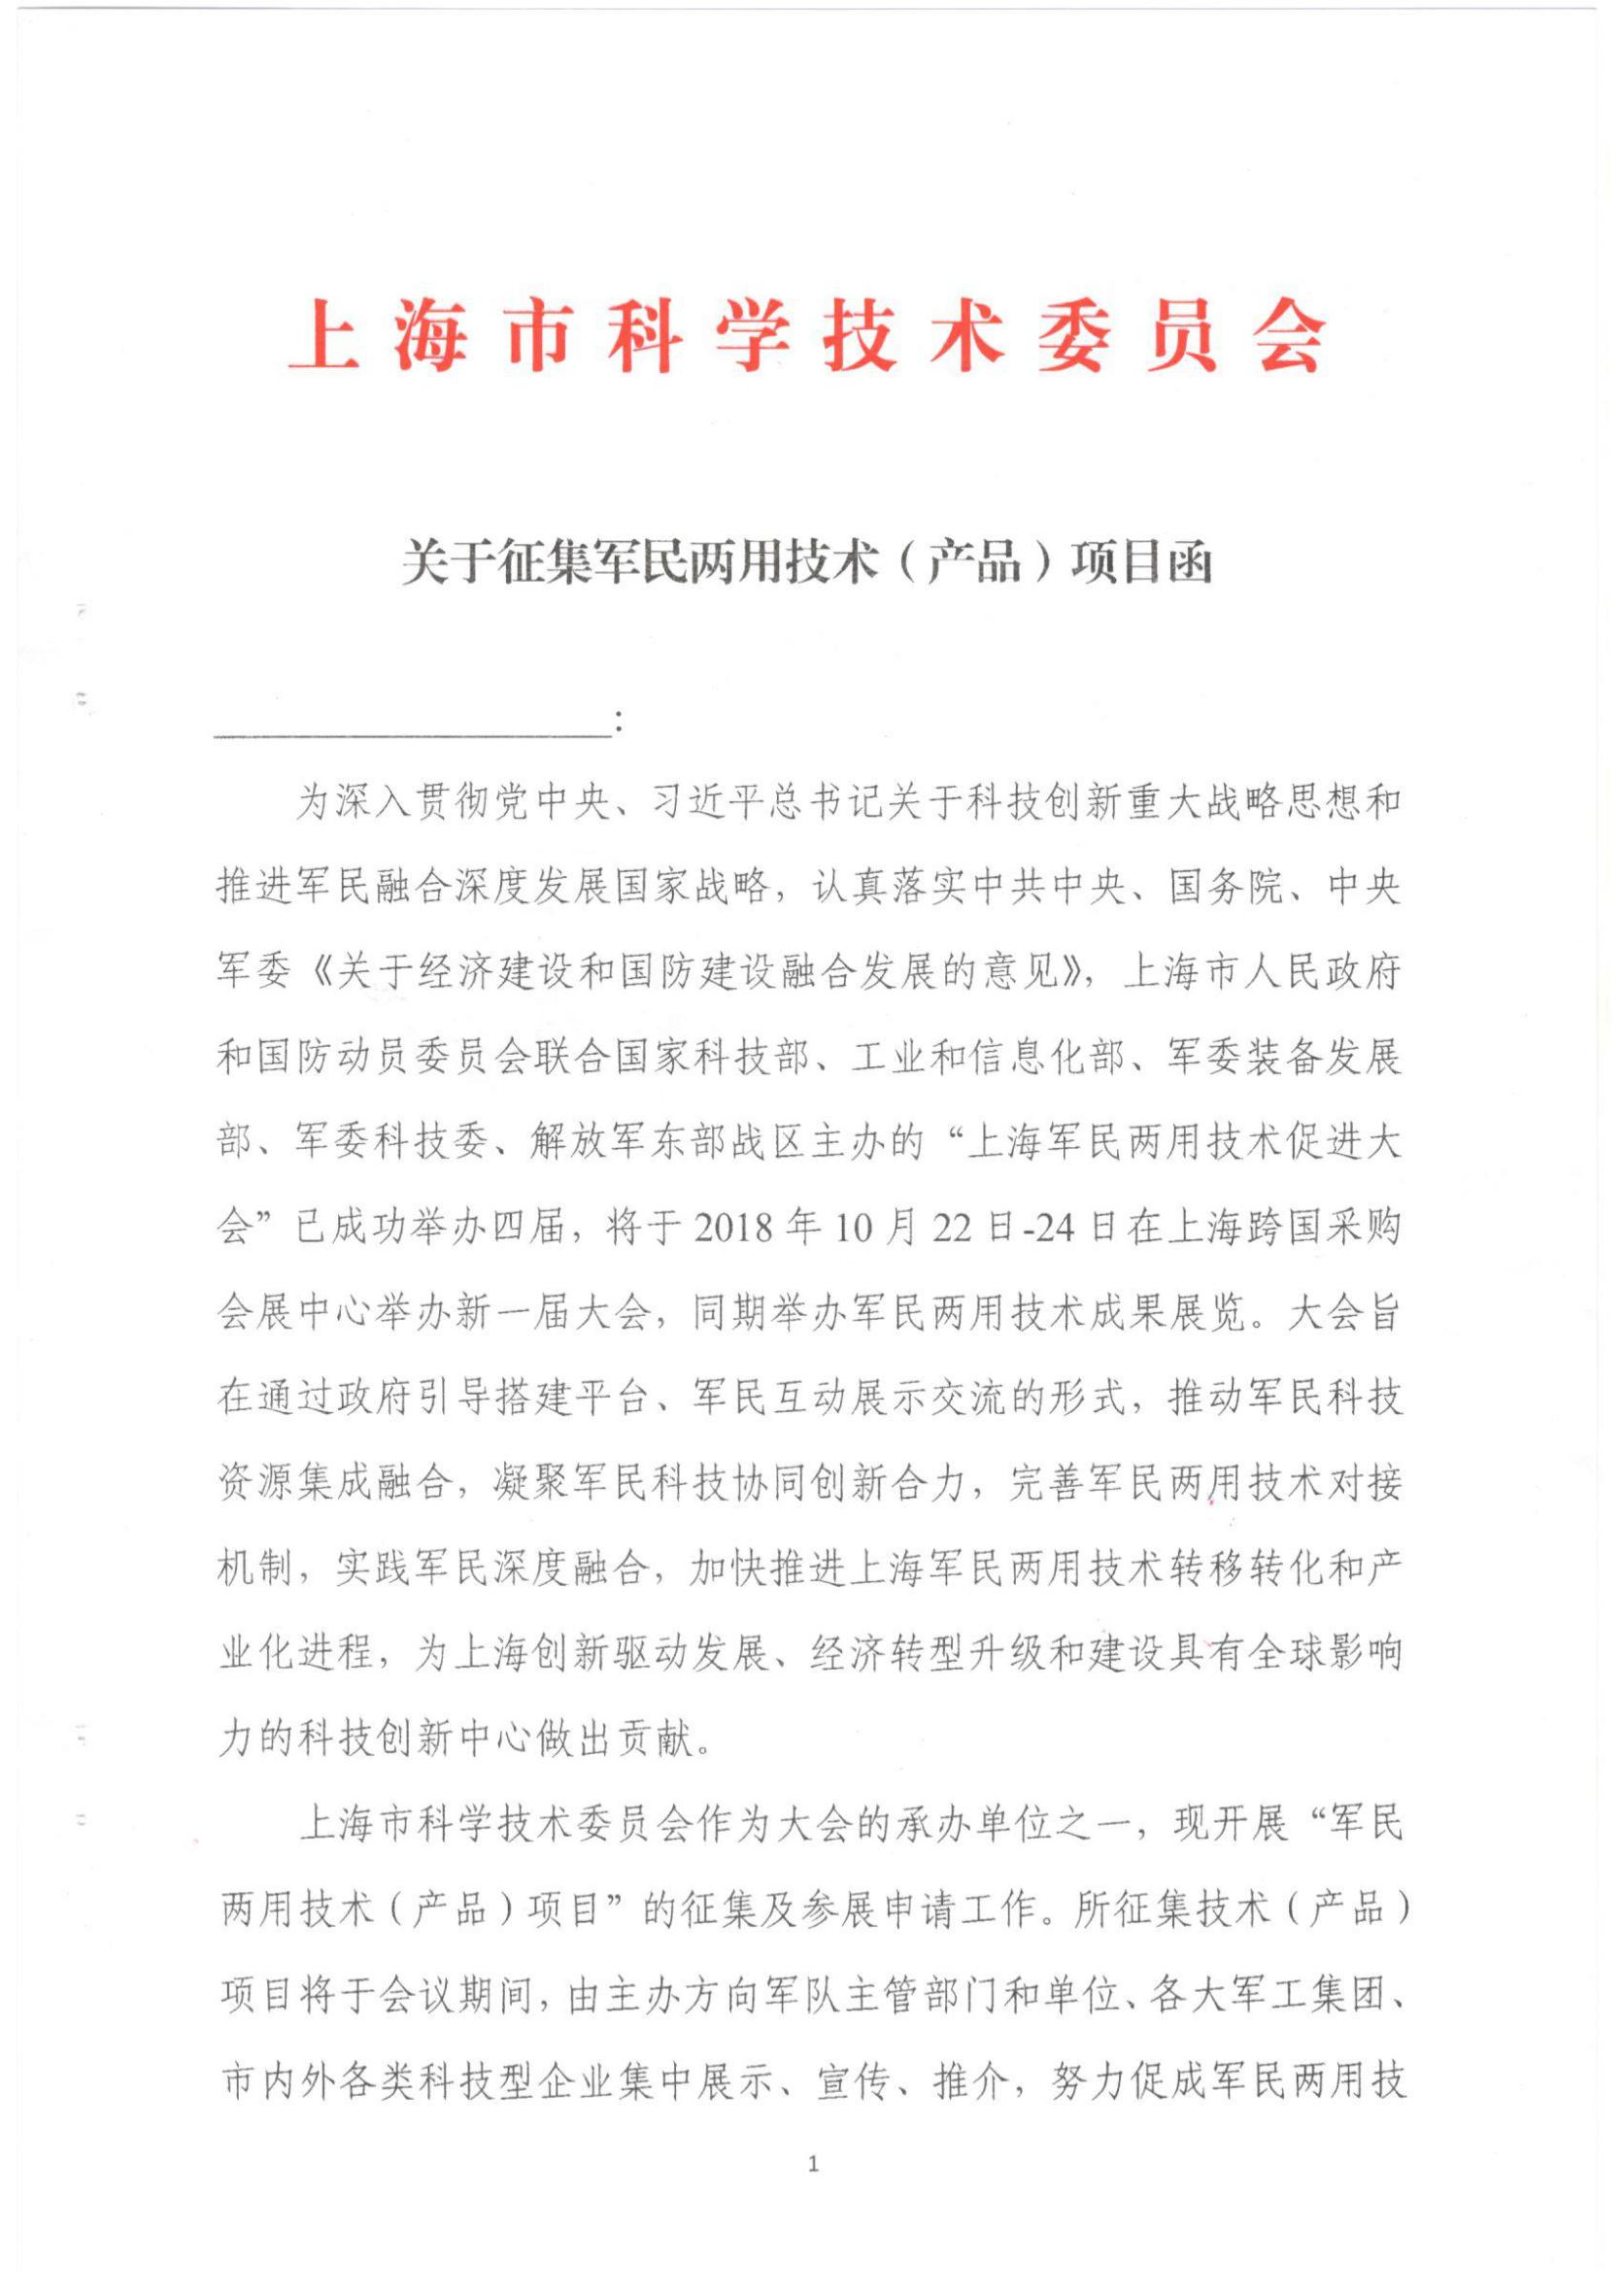 上海市科学技术委员会
关于征集军民两用技术（产品）项目函
：
为深入贯彻党中央、习近平总书记关于科技创新重大战略思想和
推进军民融合深度发展国家战略，认真落实中共中央、国务院、中央
军委《关于经济建设和国防建设融合发展的意见》，上海市人民政府
和国防动员委员会联合国家科技部、工业和信息化部、军委装备发展
部、军委科技委、解放军东部战区主办的“上海军民两用技术促进大
会”已成功举办四届，将于 2018 年 10 月 22 日-24 日在上海跨国采购
会展中心举办新一届大会，同期举办军民两用技术成果展览。大会旨
在通过政府引导搭建平台、军民互动展示交流的形式，推动军民科技
资源集成融合，凝聚军民科技协同创新合力，完善军民两用技术对接
机制，实践军民深度融合，加快推进上海军民两用技术转移转化和产
业化进程，为上海创新驱动发展、经济转型升级和建设具有全球影响
力的科技创新中心做出贡献。
上海市科学技术委员会作为大会的承办单位之一，现开展“军民
两用技术（产品）项目”的征集及参展申请工作。所征集技术（产品）
项目将于会议期间，由主办方向军队主管部门和单位、各大军工集团、
市内外各类科技型企业集中展示、宣传、推介，努力促成军民两用技
1